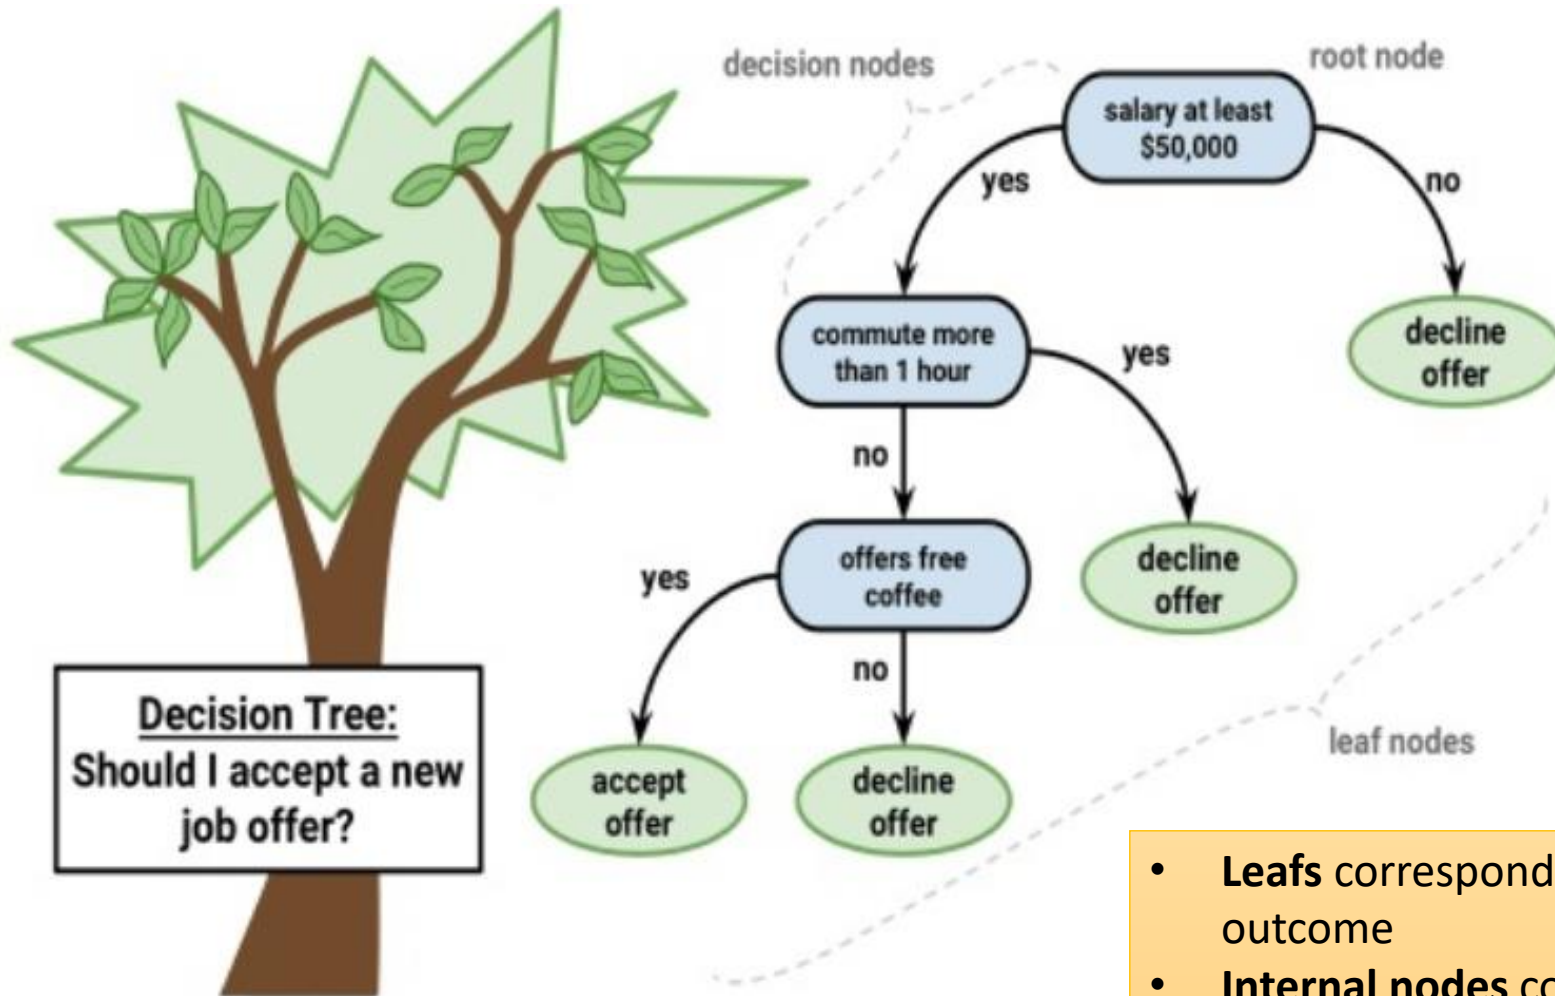 decision nodes
root node
salary at least
$50,000
yes
no
commute more
than 1 hour
yes
decline
offer
no
offers free
coffee
decline
offer
yes
no
accept
offer
decline
offer
leaf nodes
Decision Tree:
Should I accept a new
job offer?
• Leafs correspond
outcome
• Internal nodes